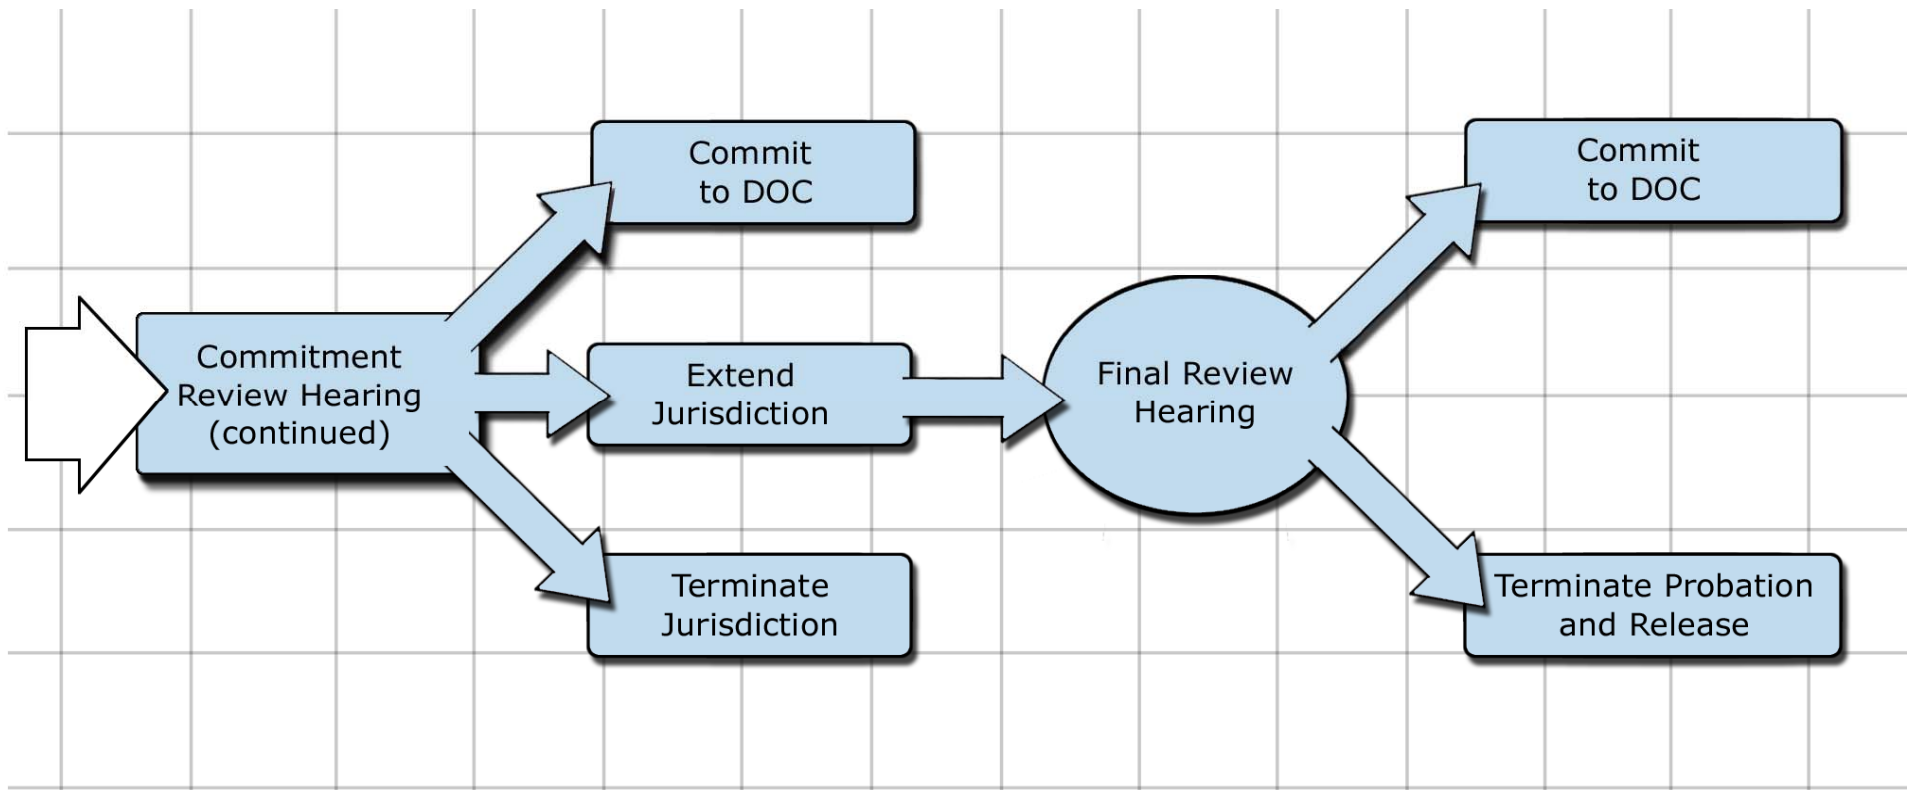 Commitment
Review Hearing
(continued)
Commit
to DOC
Extend
Jurisdiction
Terminate
Jurisdiction
Final Review
Hearing
Commit
to DOC
Terminate Probation
and Release